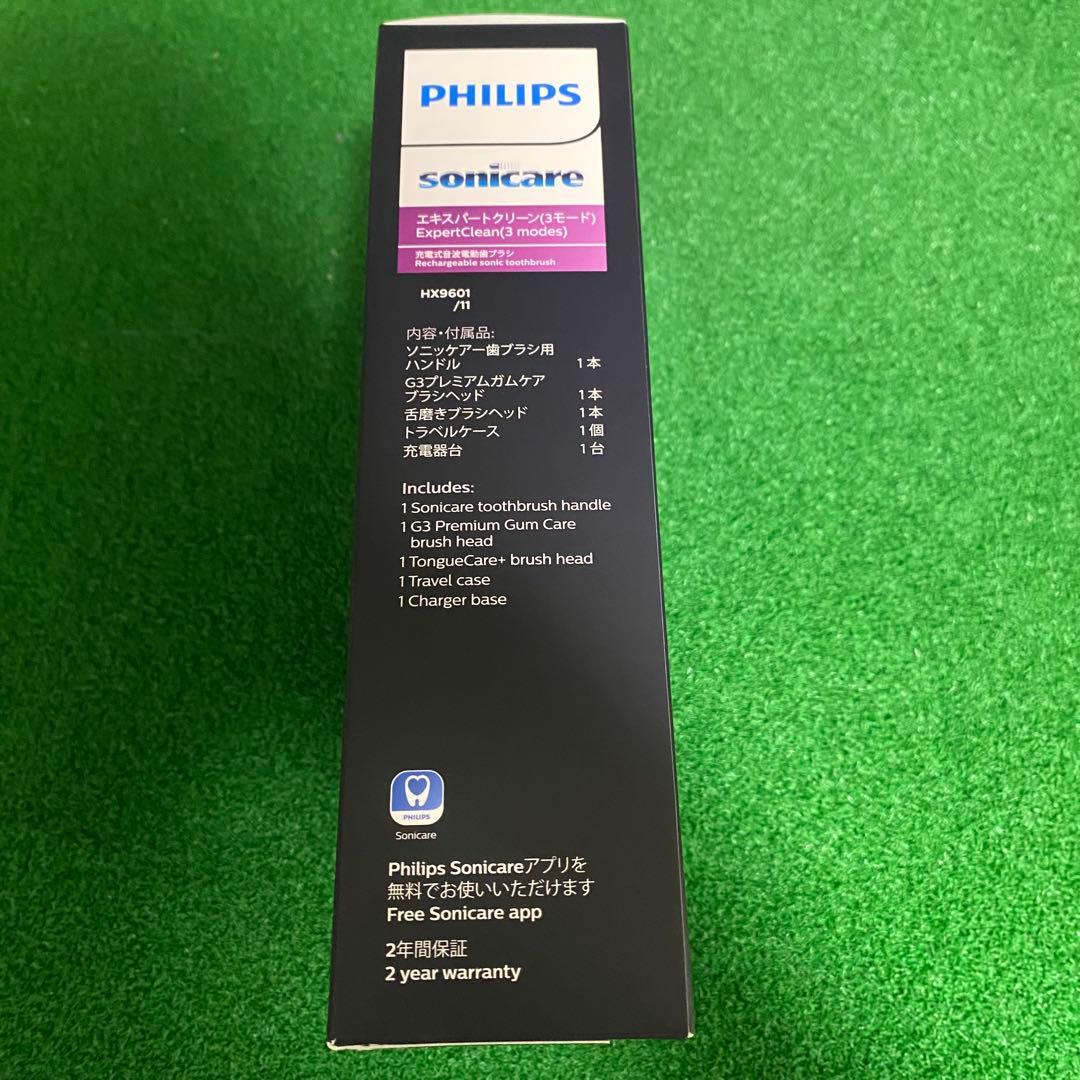 PHILIPS
sonicare
エキスパートクリーン(3モード)
ExpertClean(3 modes)
充電式音波電動歯ブラシ
Rechargeable sonic toothbrush
HX9601
/11
内容・付属品:
ソニッケアー歯ブラシ用
ハンドル 1本
G3プレミアムガムケア
ブラシヘッド 1本
舌磨きブラシヘッド 1本
トラベルケース 1個
充電器台 1台
Includes:
1 Sonicare toothbrush handle
1 G3 Premium Gum Care
brush head
1 TongueCare+ brush head
1 Travel case
1 Charger base
PHILIPS
Sonicare
Philips Sonicareアプリを
無料でお使いいただけます
Free Sonicare app
2年間保証
2 year warranty